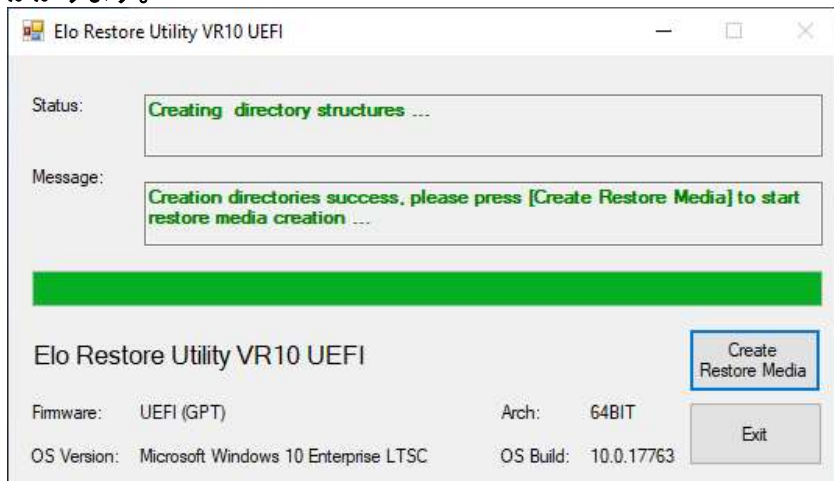 Elo Restore Utility VR10 UEFI
Status:
Creating directory structures ...
Message:
Creation directories success, please press [Create Restore Media] to start
restore media creation ...
Elo Restore Utility VR10 UEFI
Create
Restore Media
Firmware: UEFI (GPT) Arch: 64BIT
Exit
OS Version: Microsoft Windows 10 Enterprise LTSC OS Build: 10.0.17763